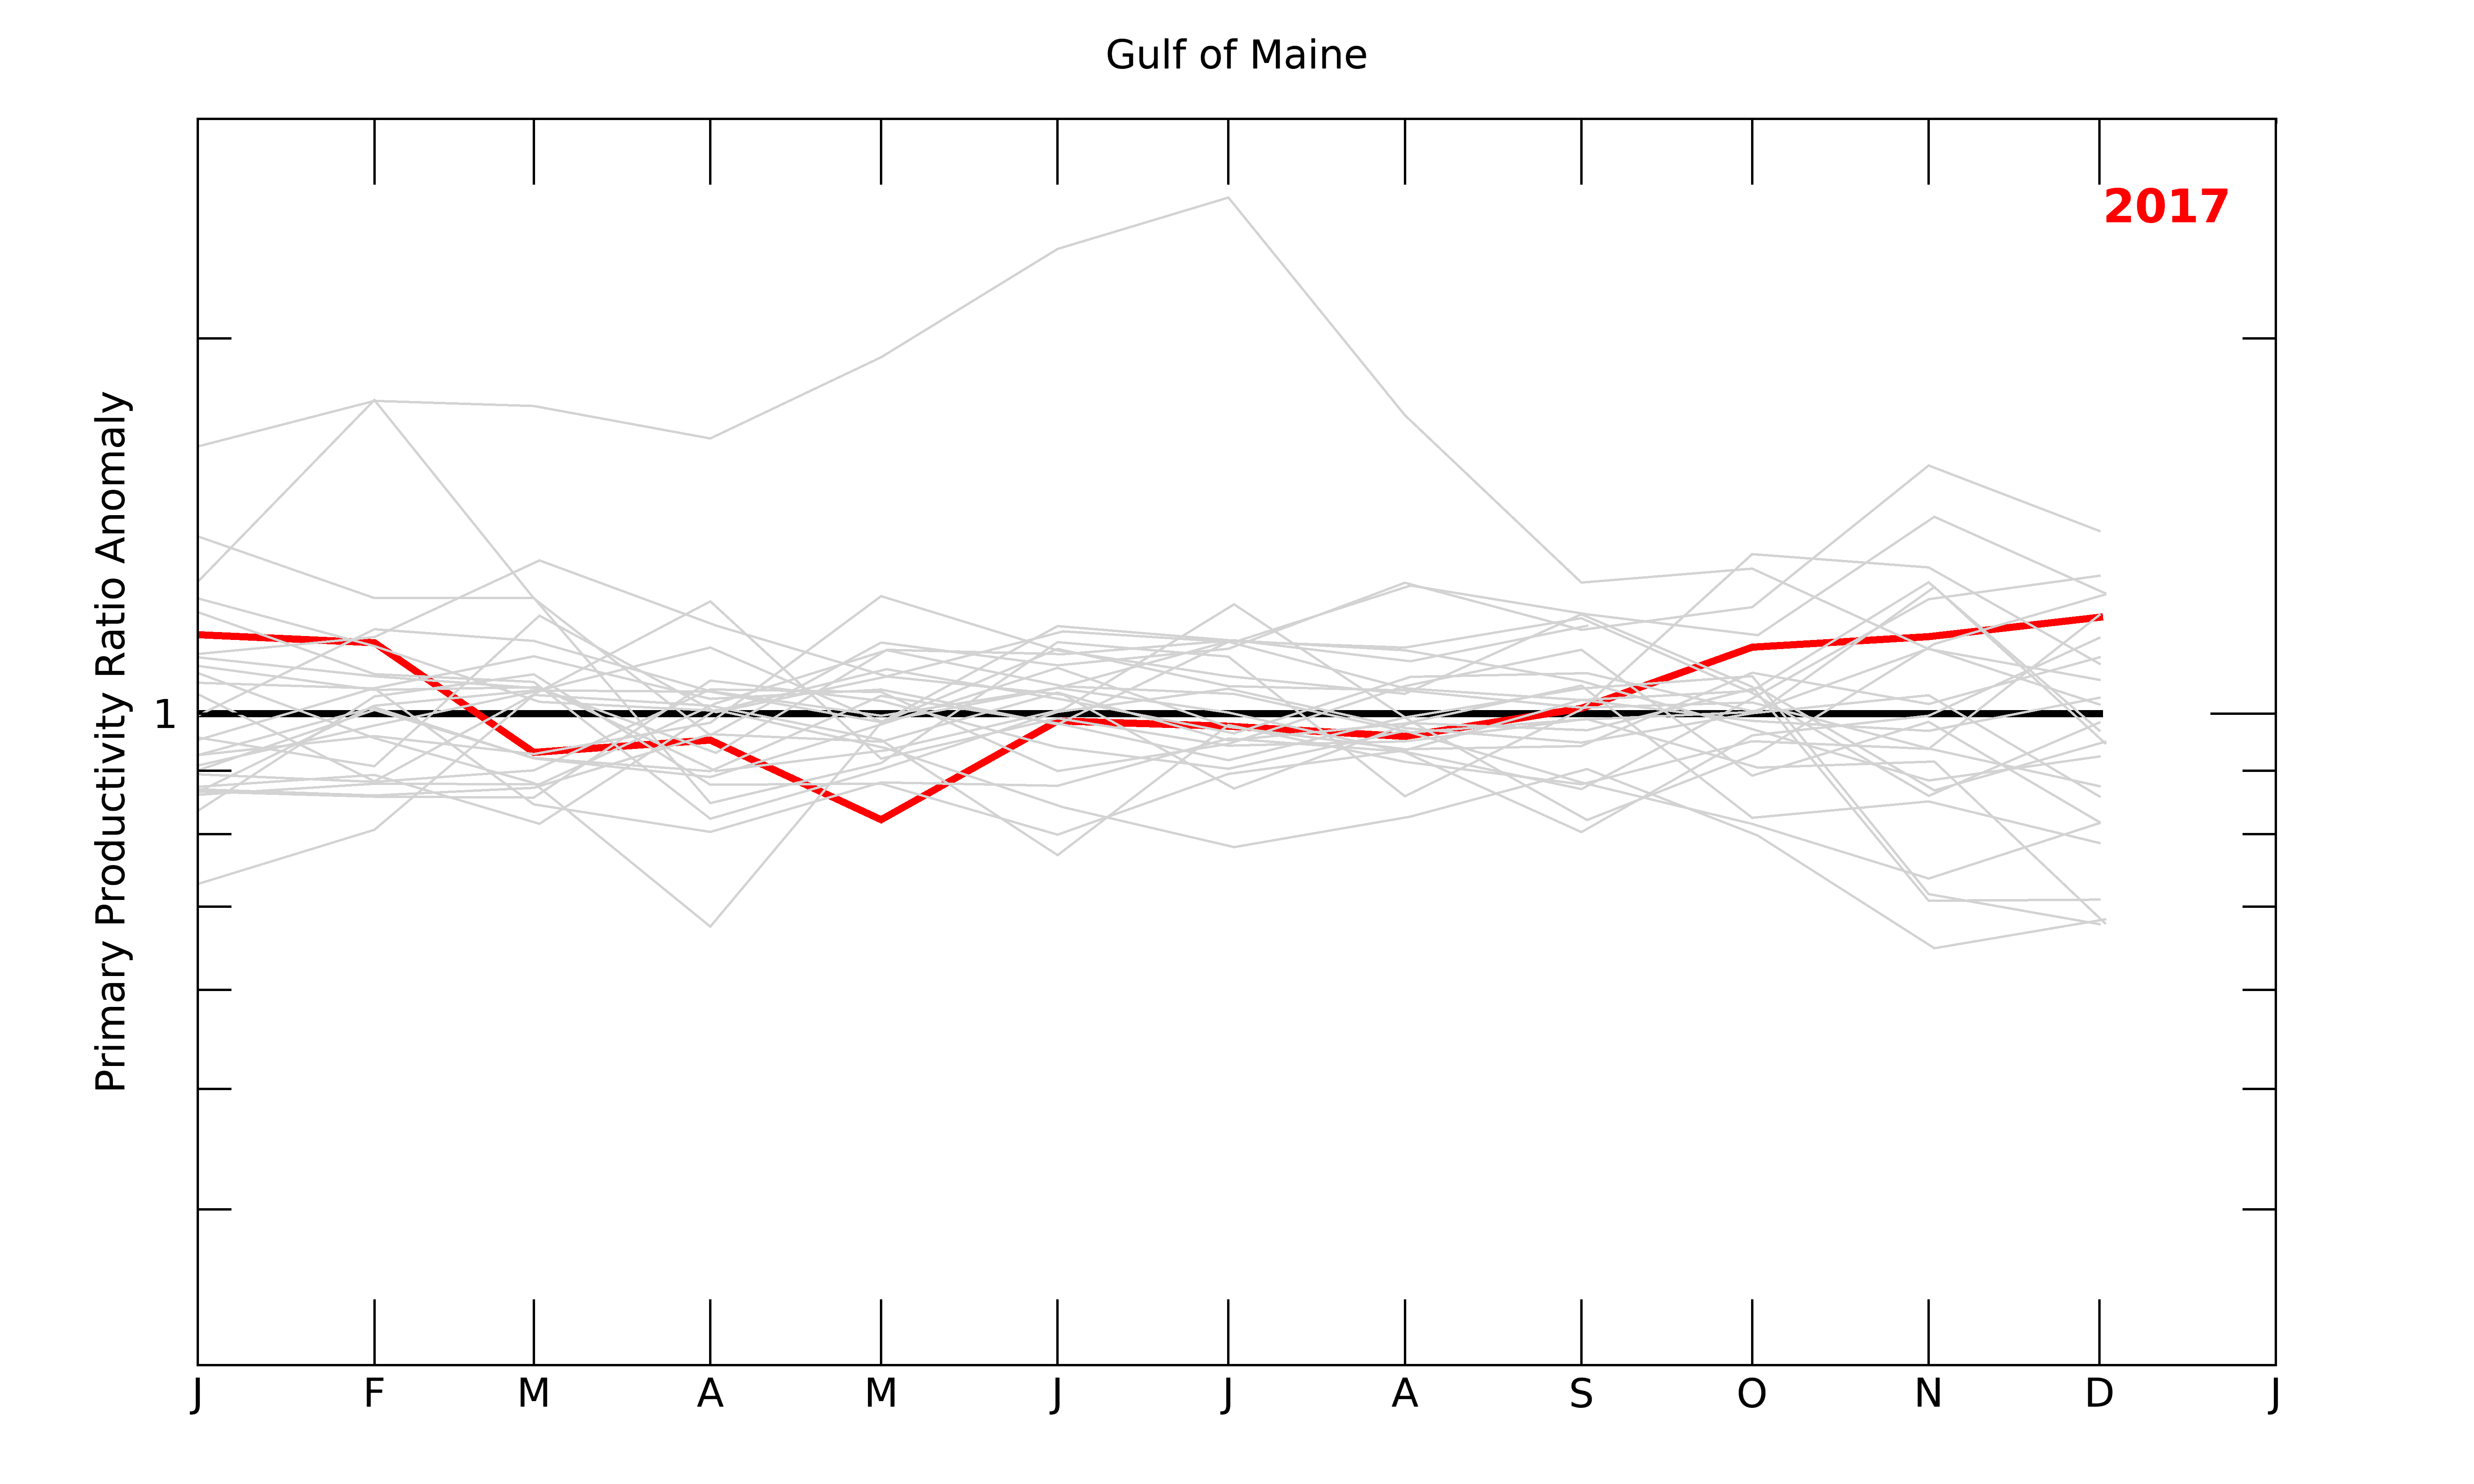 Gulf of Maine
2017
Primary Productivity Ratio Anomaly
1
J F M A M J J A S O N D J